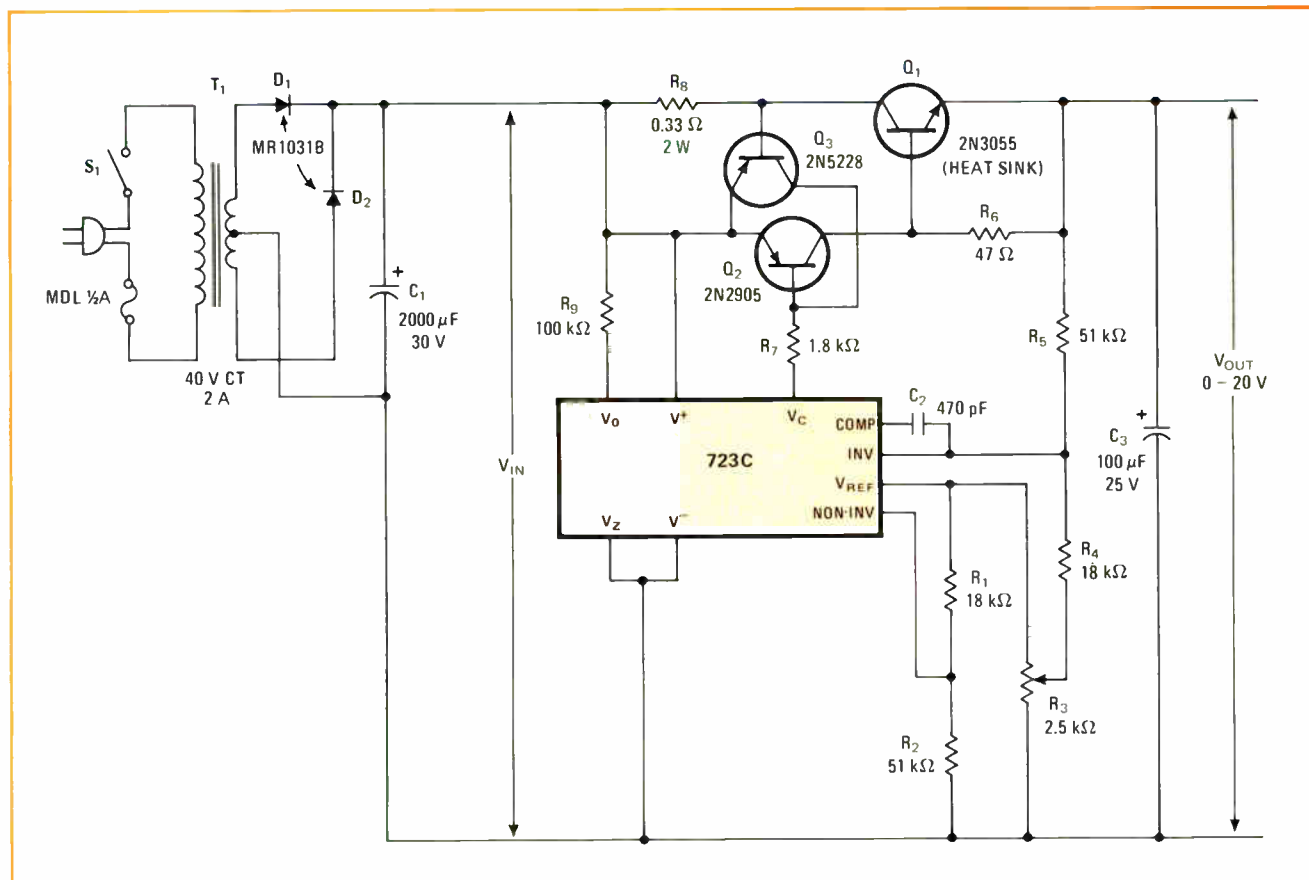 T1
D1
S1
MR1031B
D2
MDL ½A
40 V CT
2 A
C1
+
2000 μF
30 V
VIN
R8
0.33 Ω
2 W
Q3
2N5228
Q1
2N3055
(HEAT SINK)
R6
47 Ω
Q2
2N2905
R9
100 kΩ
R7
1.8 kΩ
R5
51 kΩ
VOUT
0 – 20 V
C2
470 pF
VO
V+
VC
COMP
INV
723C
VREF
NON-INV
VZ
V−
C3
+
100 μF
25 V
R4
18 kΩ
R1
18 kΩ
R3
2.5 kΩ
R2
51 kΩ